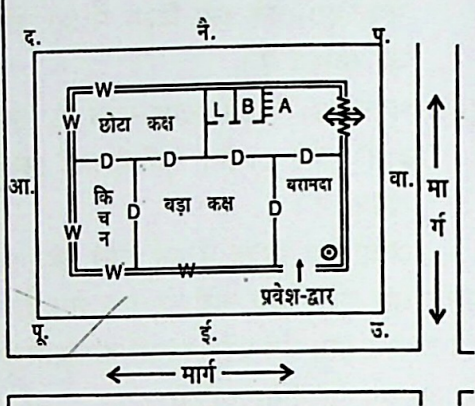 द. नै. प.
W
W छोटा कक्ष L B A
D D D D
आ. कि च न D बड़ा कक्ष D बरामदा वा. मार्ग
W
W W
प्रवेश-द्वार
पू. ई. उ.
मार्ग